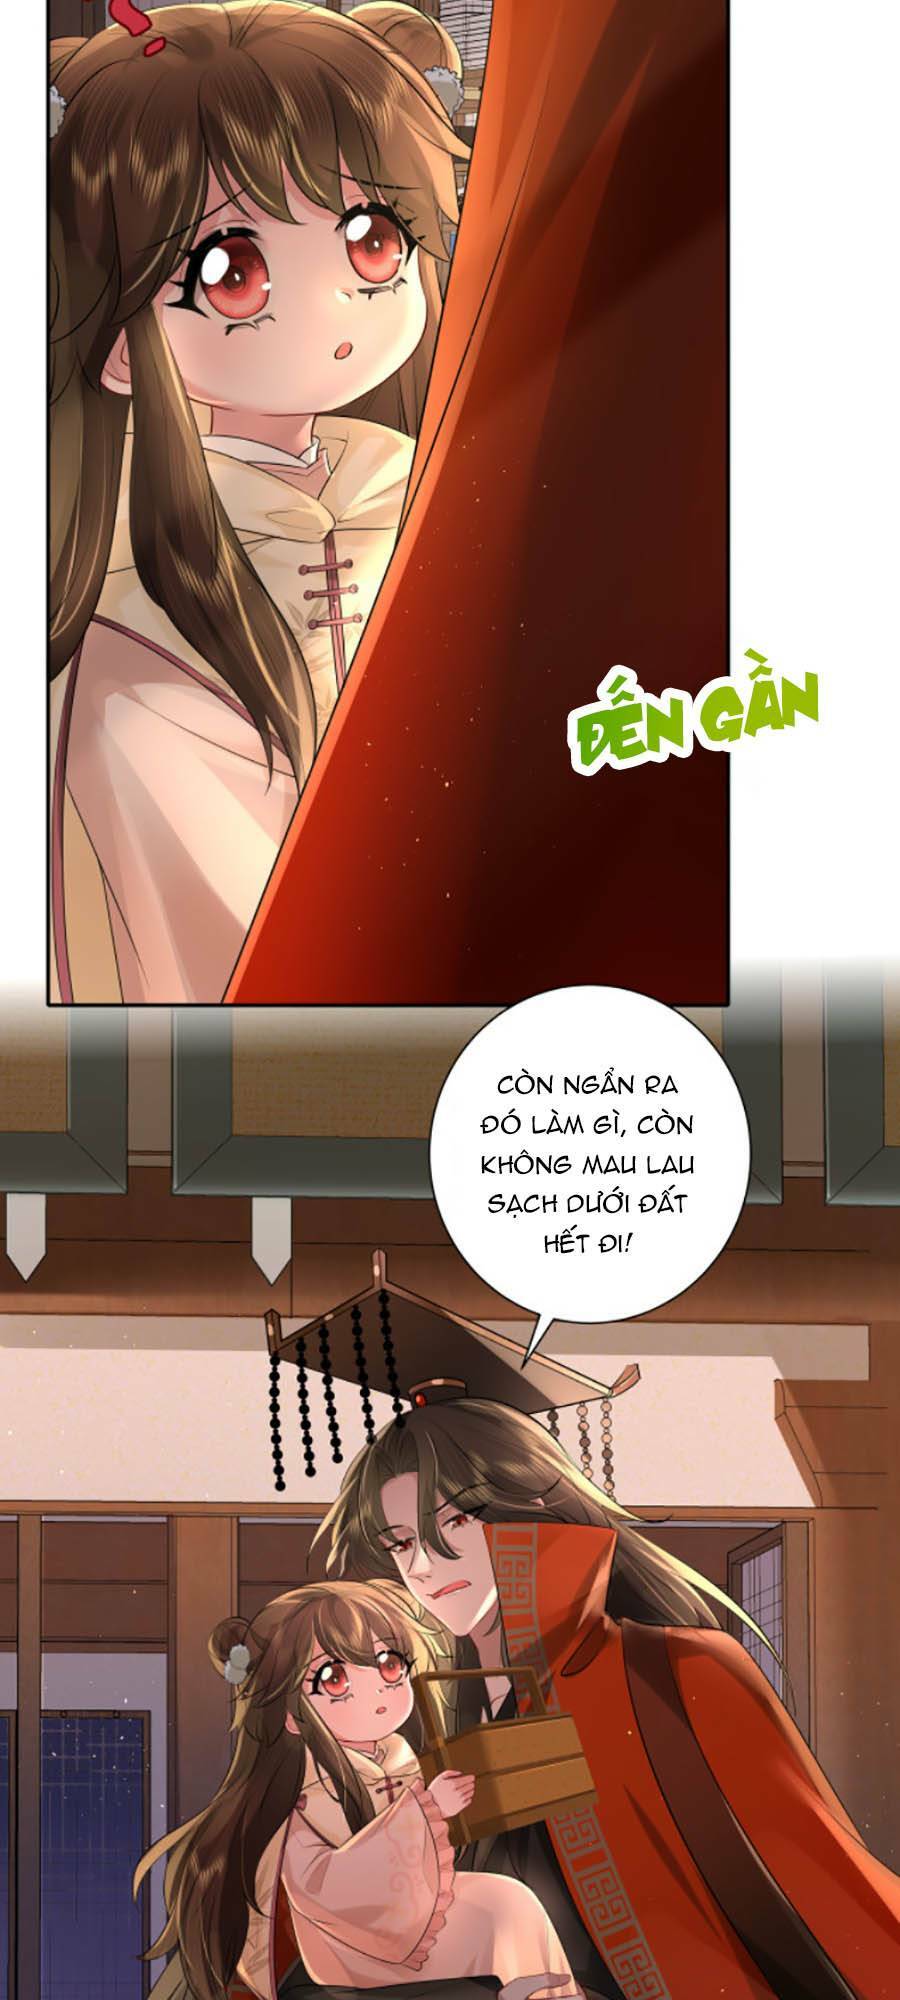 ĐẾN GẦN
CÒN NGẨN RA
ĐÓ LÀM GÌ, CÒN
KHÔNG MAU LAU
SẠCH DƯỚI ĐẤT
HẾT ĐI!